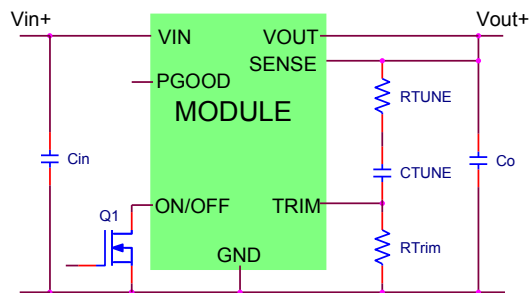 Vin+ Vout+
VIN VOUT
SENSE
PGOOD
MODULE
RTUNE
Cin
CTUNE
Co
Q1
ON/OFF TRIM
RTrim
GND